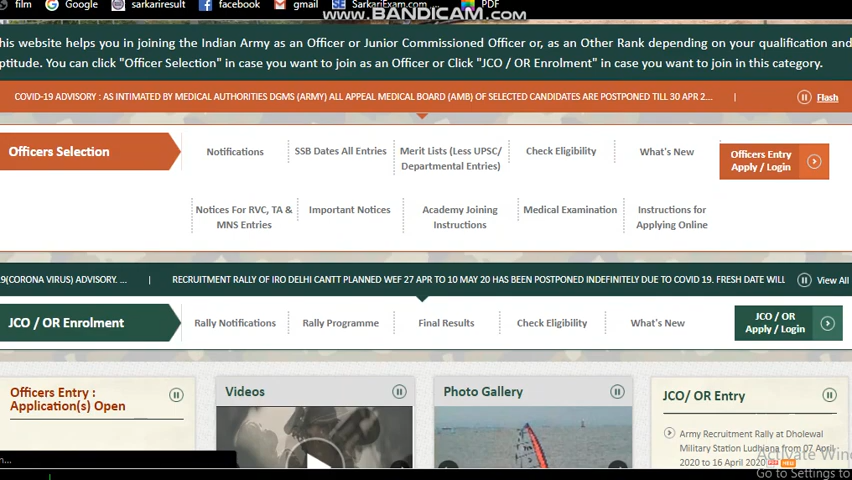 film Google sarkariresult facebook gmail SarkariExam.com PDF
www.BANDICAM.com
his website helps you in joining the Indian Army as an Officer or Junior Commissioned Officer or, as an Other Rank depending on your qualification and
ptitude. You can click "Officer Selection" in case you want to join as an Officer or Click "JCO / OR Enrolment" in case you want to join in this category.
COVID-19 ADVISORY : AS INTIMATED BY MEDICAL AUTHORITIES DGMS (ARMY) ALL APPEAL MEDICAL BOARD (AMB) OF SELECTED CANDIDATES ARE POSTPONED TILL 30 APR 2... | Flash
Officers Selection
Notifications
SSB Dates All Entries
Merit Lists (Less UPSC/
Departmental Entries)
Check Eligibility
What's New
Officers Entry
Apply / Login
Notices For RVC, TA &
MNS Entries
Important Notices
Academy Joining
Instructions
Medical Examination
Instructions for
Applying Online
19(CORONA VIRUS) ADVISORY. ... | RECRUITMENT RALLY OF IRO DELHI CANTT PLANNED WEF 27 APR TO 10 MAY 20 HAS BEEN POSTPONED INDEFINITELY DUE TO COVID 19. FRESH DATE WILL View All
JCO / OR Enrolment
Rally Notifications
Rally Programme
Final Results
Check Eligibility
What's New
JCO / OR
Apply / Login
Officers Entry :
Application(s) Open
Videos
Photo Gallery
JCO/ OR Entry
Army Recruitment Rally at Dholewal
Military Station Ludhiana from 07 April
2020 to 16 April 2020
Activate Win
Go to Settings to